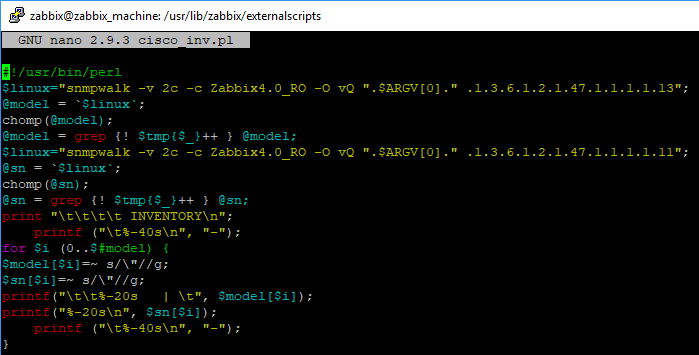 zabbix@zabbix_machine: /usr/lib/zabbix/externalscripts
GNU nano 2.9.3 cisco_inv.pl
#!/usr/bin/perl
$linux="snmpwalk -v 2c -c Zabbix4.0_RO -O vQ ".$ARGV[0]." .1.3.6.1.2.1.47.1.1.1.1.13";
@model = `$linux`;
chomp(@model);
@model = grep {! $tmp{$_}++ } @model;
$linux="snmpwalk -v 2c -c Zabbix4.0_RO -O vQ ".$ARGV[0]." .1.3.6.1.2.1.47.1.1.1.1.11";
@sn = `$linux`;
chomp(@sn);
@sn = grep {! $tmp{$_}++ } @sn;
print "\t\t\t\t INVENTORY\n";
    printf ("\t%-40s\n", "-");
for $i (0..$#model) {
$model[$i]=~ s/\"//g;
$sn[$i]=~ s/\"//g;
printf("\t\t%-20s   | \t", $model[$i]);
printf("%-20s\n", $sn[$i]);
    printf ("\t%-40s\n", "-");
}